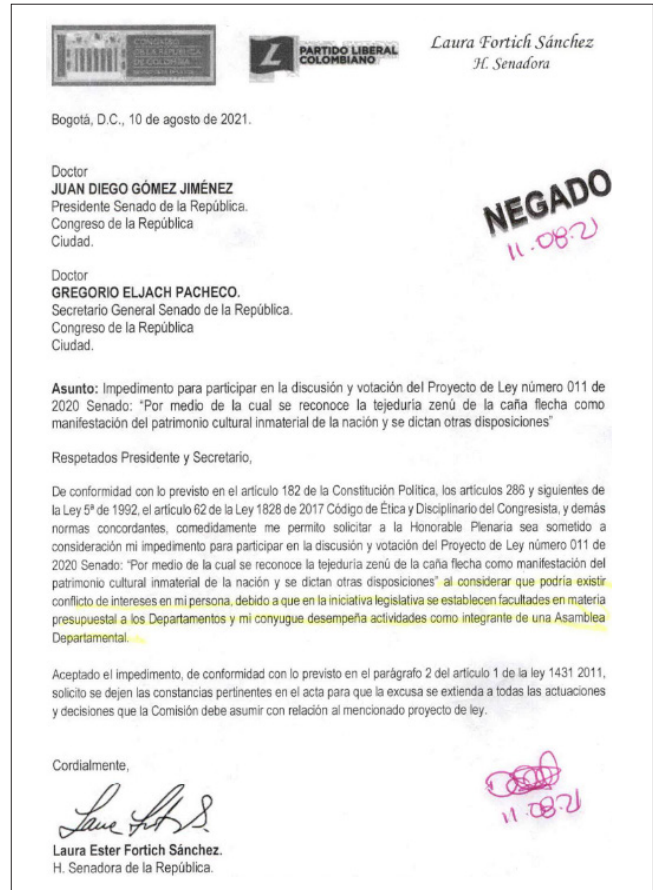 CONGRESO
DE LA REPÚBLICA
DE COLOMBIA
PARTIDO LIBERAL
COLOMBIANO
Laura Fortich Sánchez
H. Senadora
Bogotá, D.C., 10 de agosto de 2021.
Doctor
JUAN DIEGO GÓMEZ JIMÉNEZ
Presidente Senado de la República.
Congreso de la República
Ciudad.
NEGADO
11.08.21
Doctor
GREGORIO ELJACH PACHECO.
Secretario General Senado de la República.
Congreso de la República
Ciudad.
Asunto: Impedimento para participar en la discusión y votación del Proyecto de Ley número 011 de
2020 Senado: “Por medio de la cual se reconoce la tejeduría zenú de la caña flecha como
manifestación del patrimonio cultural inmaterial de la nación y se dictan otras disposiciones”
Respetados Presidente y Secretario,
De conformidad con lo previsto en el artículo 182 de la Constitución Política, los artículos 286 y siguientes de
la Ley 5ª de 1992, el artículo 62 de la Ley 1828 de 2017 Código de Ética y Disciplinario del Congresista, y demás
normas concordantes, comedidamente me permito solicitar a la Honorable Plenaria sea sometido a
consideración mi impedimento para participar en la discusión y votación del Proyecto de Ley número 011 de
2020 Senado: “Por medio de la cual se reconoce la tejeduría zenú de la caña flecha como manifestación del
patrimonio cultural inmaterial de la nación y se dictan otras disposiciones” al considerar que podría existir
conflicto de intereses en mi persona, debido a que en la iniciativa legislativa se establecen facultades en materia
presupuestal a los Departamentos y mi conyugue desempeña actividades como integrante de una Asamblea
Departamental.
Aceptado el impedimento, de conformidad con lo previsto en el parágrafo 2 del artículo 1 de la ley 1431 2011,
solicito se dejen las constancias pertinentes en el acta para que la excusa se extienda a todas las actuaciones
y decisiones que la Comisión debe asumir con relación al mencionado proyecto de ley.
Cordialmente,
11.08.21
Laura Ester Fortich Sánchez.
H. Senadora de la República.